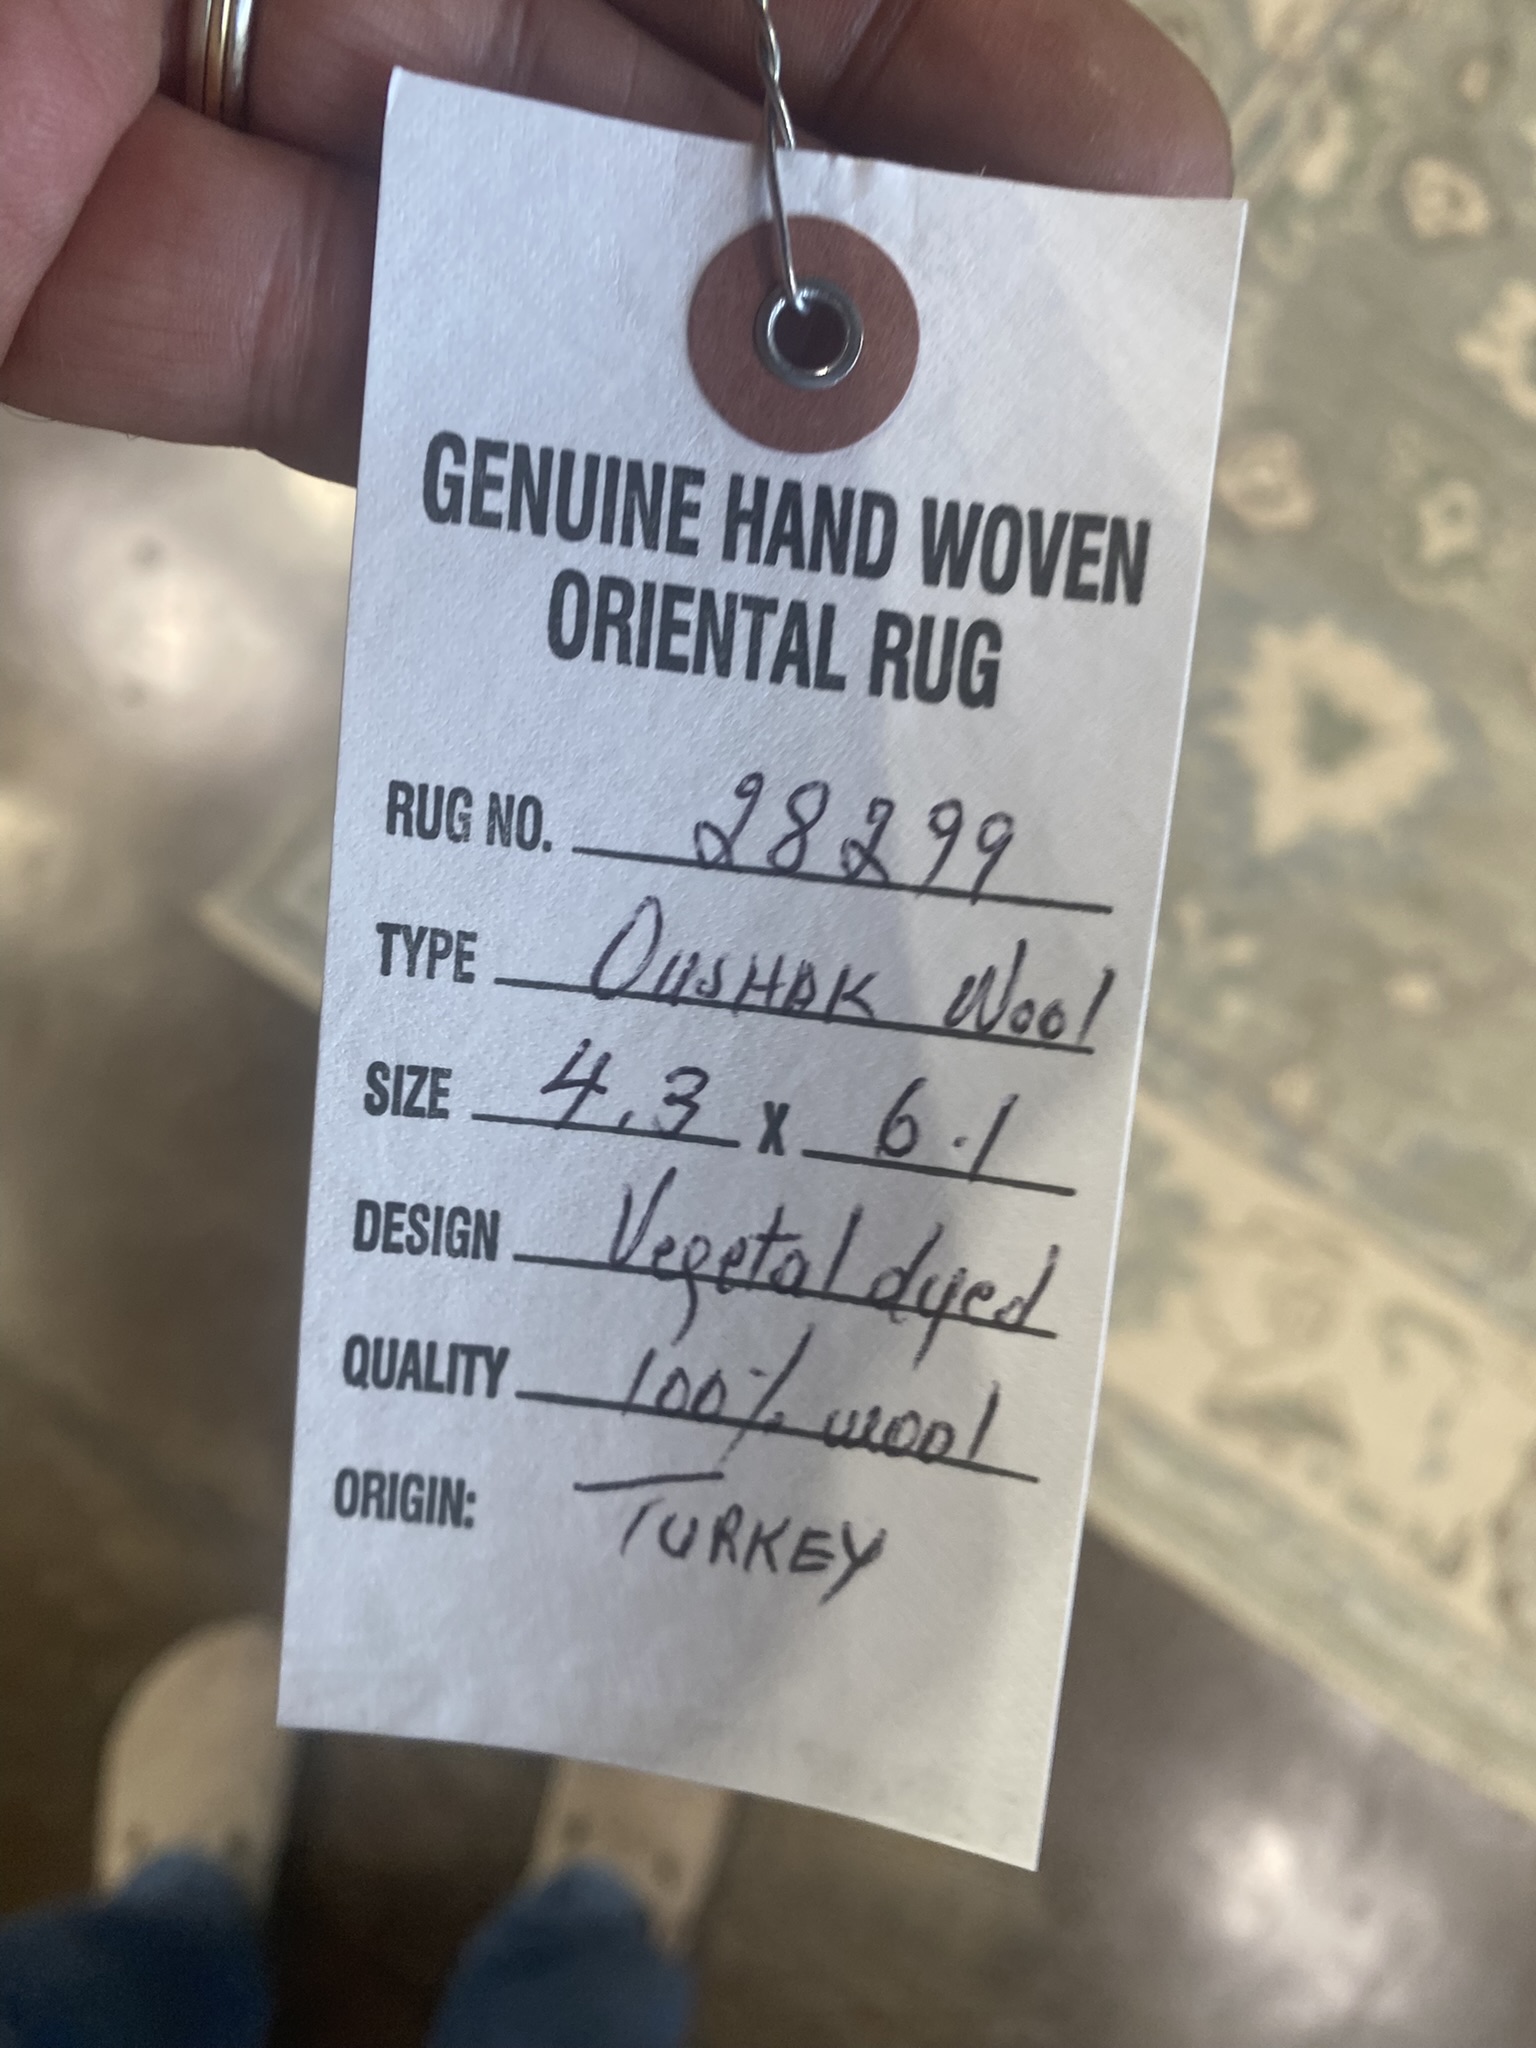 GENUINE HAND WOVEN
ORIENTAL RUG
RUG NO. 28299
TYPE OUSHAK Wool
SIZE 4.3 x 6.1
DESIGN Vegetal dyed
QUALITY 100% wool
ORIGIN: TURKEY